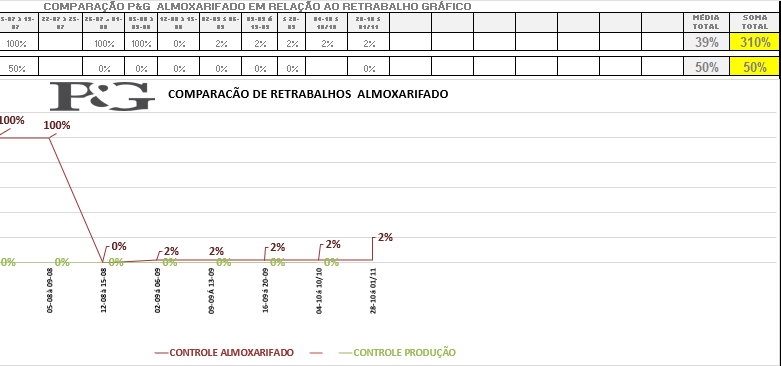 COMPARAÇÃO P&G ALMOXARIFADO EM RELAÇÃO AO RETRABALHO GRÁFICO
MÉDIA TOTAL SOMA TOTAL
100% 100% 100% 0% 2% 2% 2% 2% 2% 39% 310%
50% 0% 0% 0% 0% 0% 0% 0% 50% 50%
P&G COMPARACÃO DE RETRABALHOS ALMOXARIFADO
100% 100%
0% 2% 2% 2% 2% 2%
0% 0% 0% 0% 0% 0% 0%
05-08 à 09-08 12-08 à 15-08 02-09 à 06-09 09-09 À 13-09 16-09 à 20-09 04-10 à 10/10 28-10 à 01/11
CONTROLE ALMOXARIFADO CONTROLE PRODUÇÃO